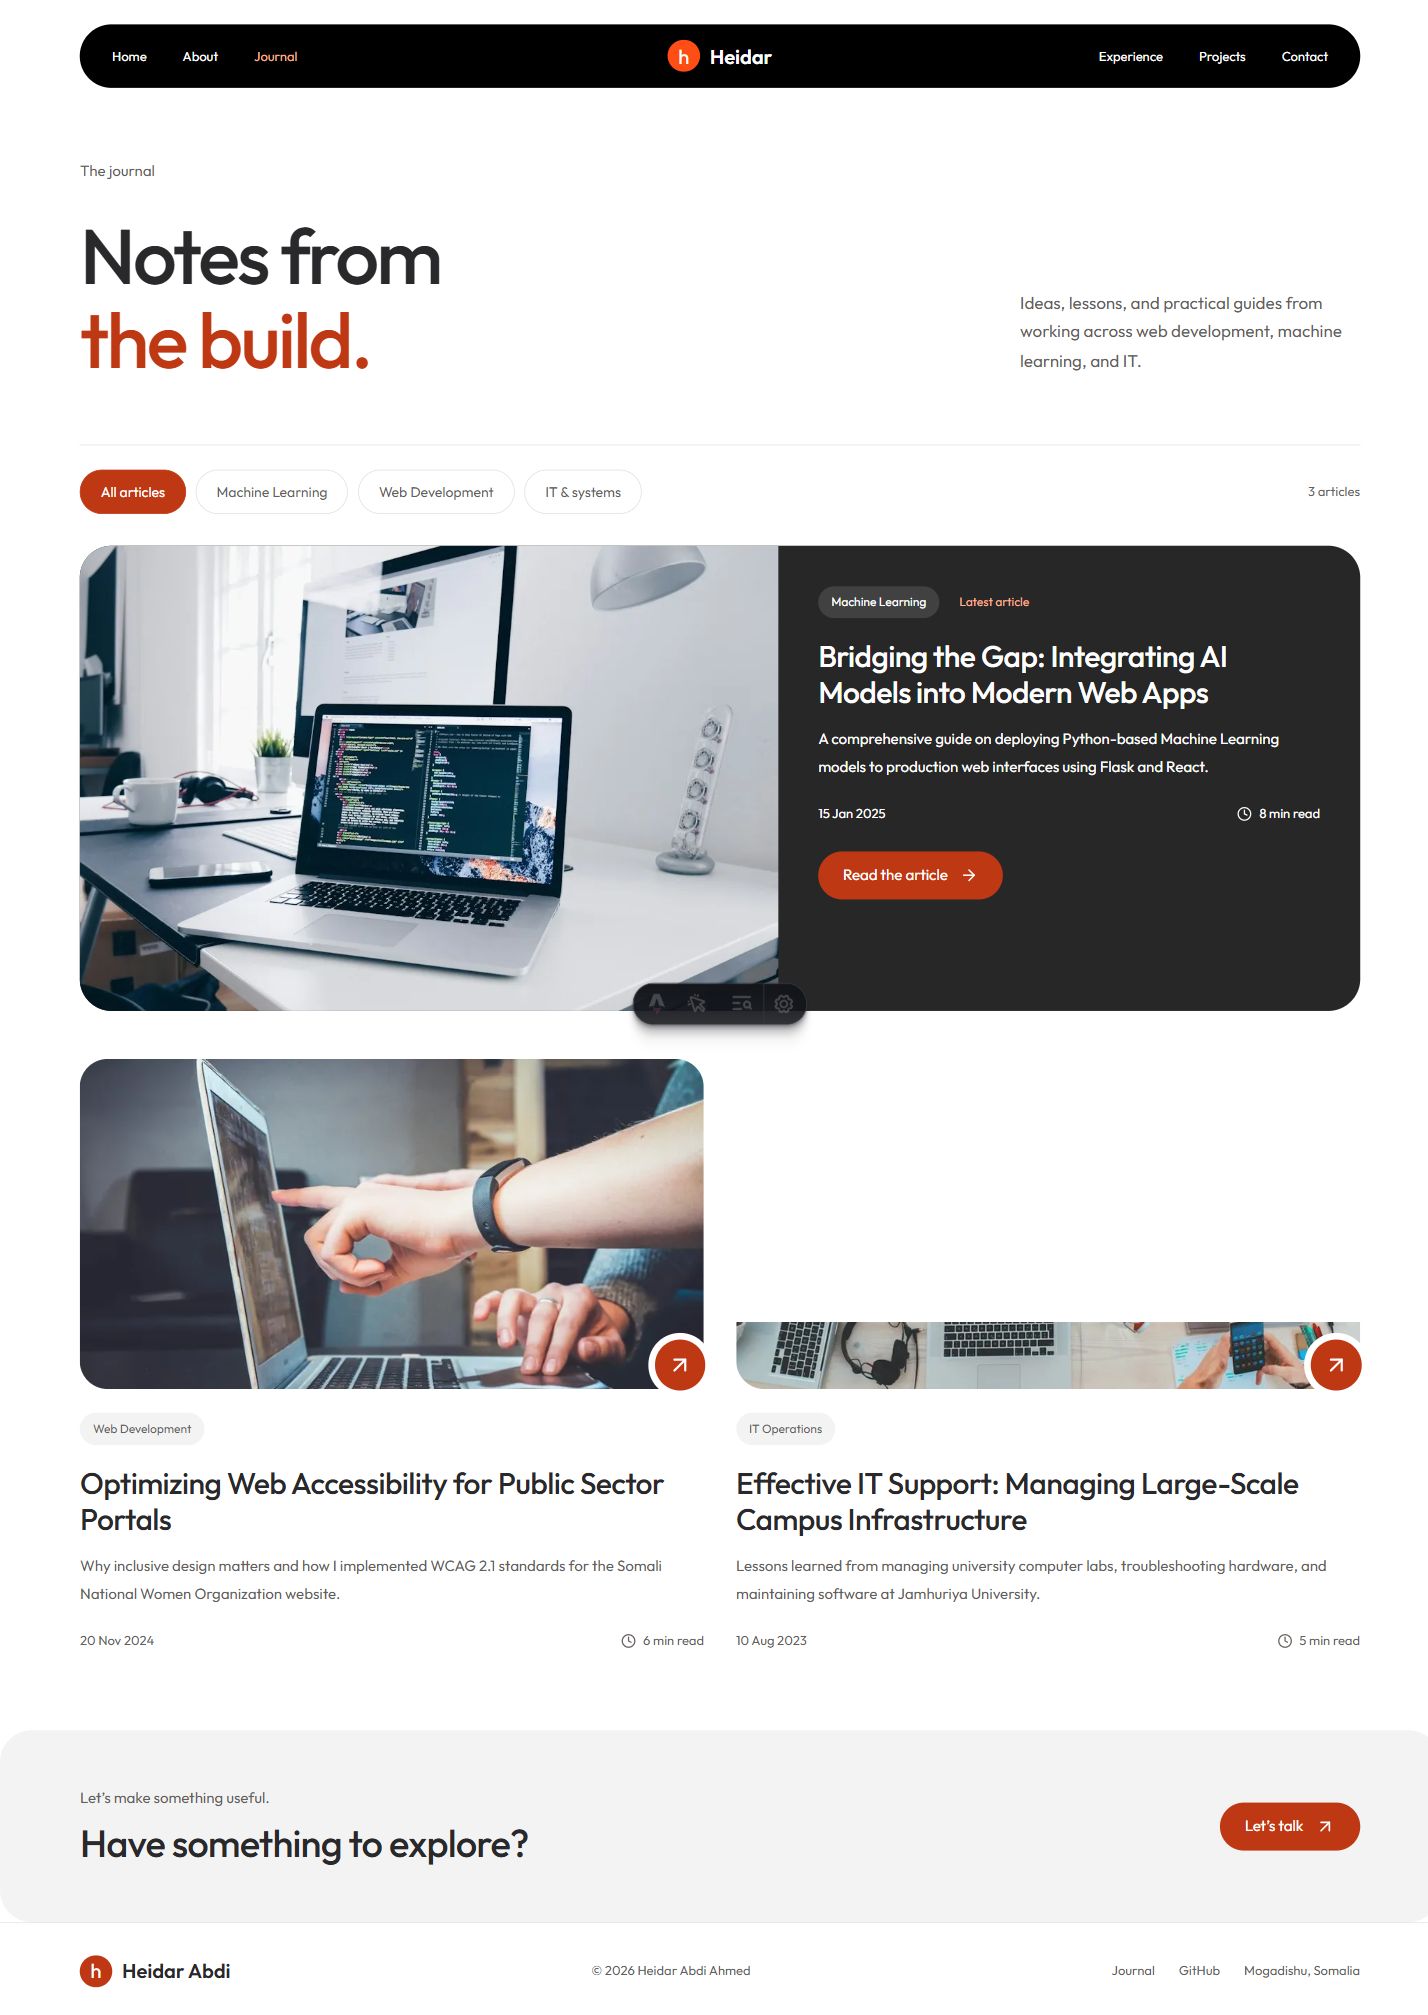 Home About Journal h Heidar Experience Projects Contact
The journal
Notes from
the build.
Ideas, lessons, and practical guides from
working across web development, machine
learning, and IT.
All articles Machine Learning Web Development IT & systems 3 articles
Machine Learning Latest article
Bridging the Gap: Integrating AI
Models into Modern Web Apps
A comprehensive guide on deploying Python-based Machine Learning
models to production web interfaces using Flask and React.
15 Jan 2025 8 min read
Read the article
Web Development
Optimizing Web Accessibility for Public Sector
Portals
Why inclusive design matters and how I implemented WCAG 2.1 standards for the Somali
National Women Organization website.
20 Nov 2024 6 min read
IT Operations
Effective IT Support: Managing Large-Scale
Campus Infrastructure
Lessons learned from managing university computer labs, troubleshooting hardware, and
maintaining software at Jamhuriya University.
10 Aug 2023 5 min read
Let's make something useful.
Have something to explore?
Let's talk
h Heidar Abdi © 2026 Heidar Abdi Ahmed Journal GitHub Mogadishu, Somalia